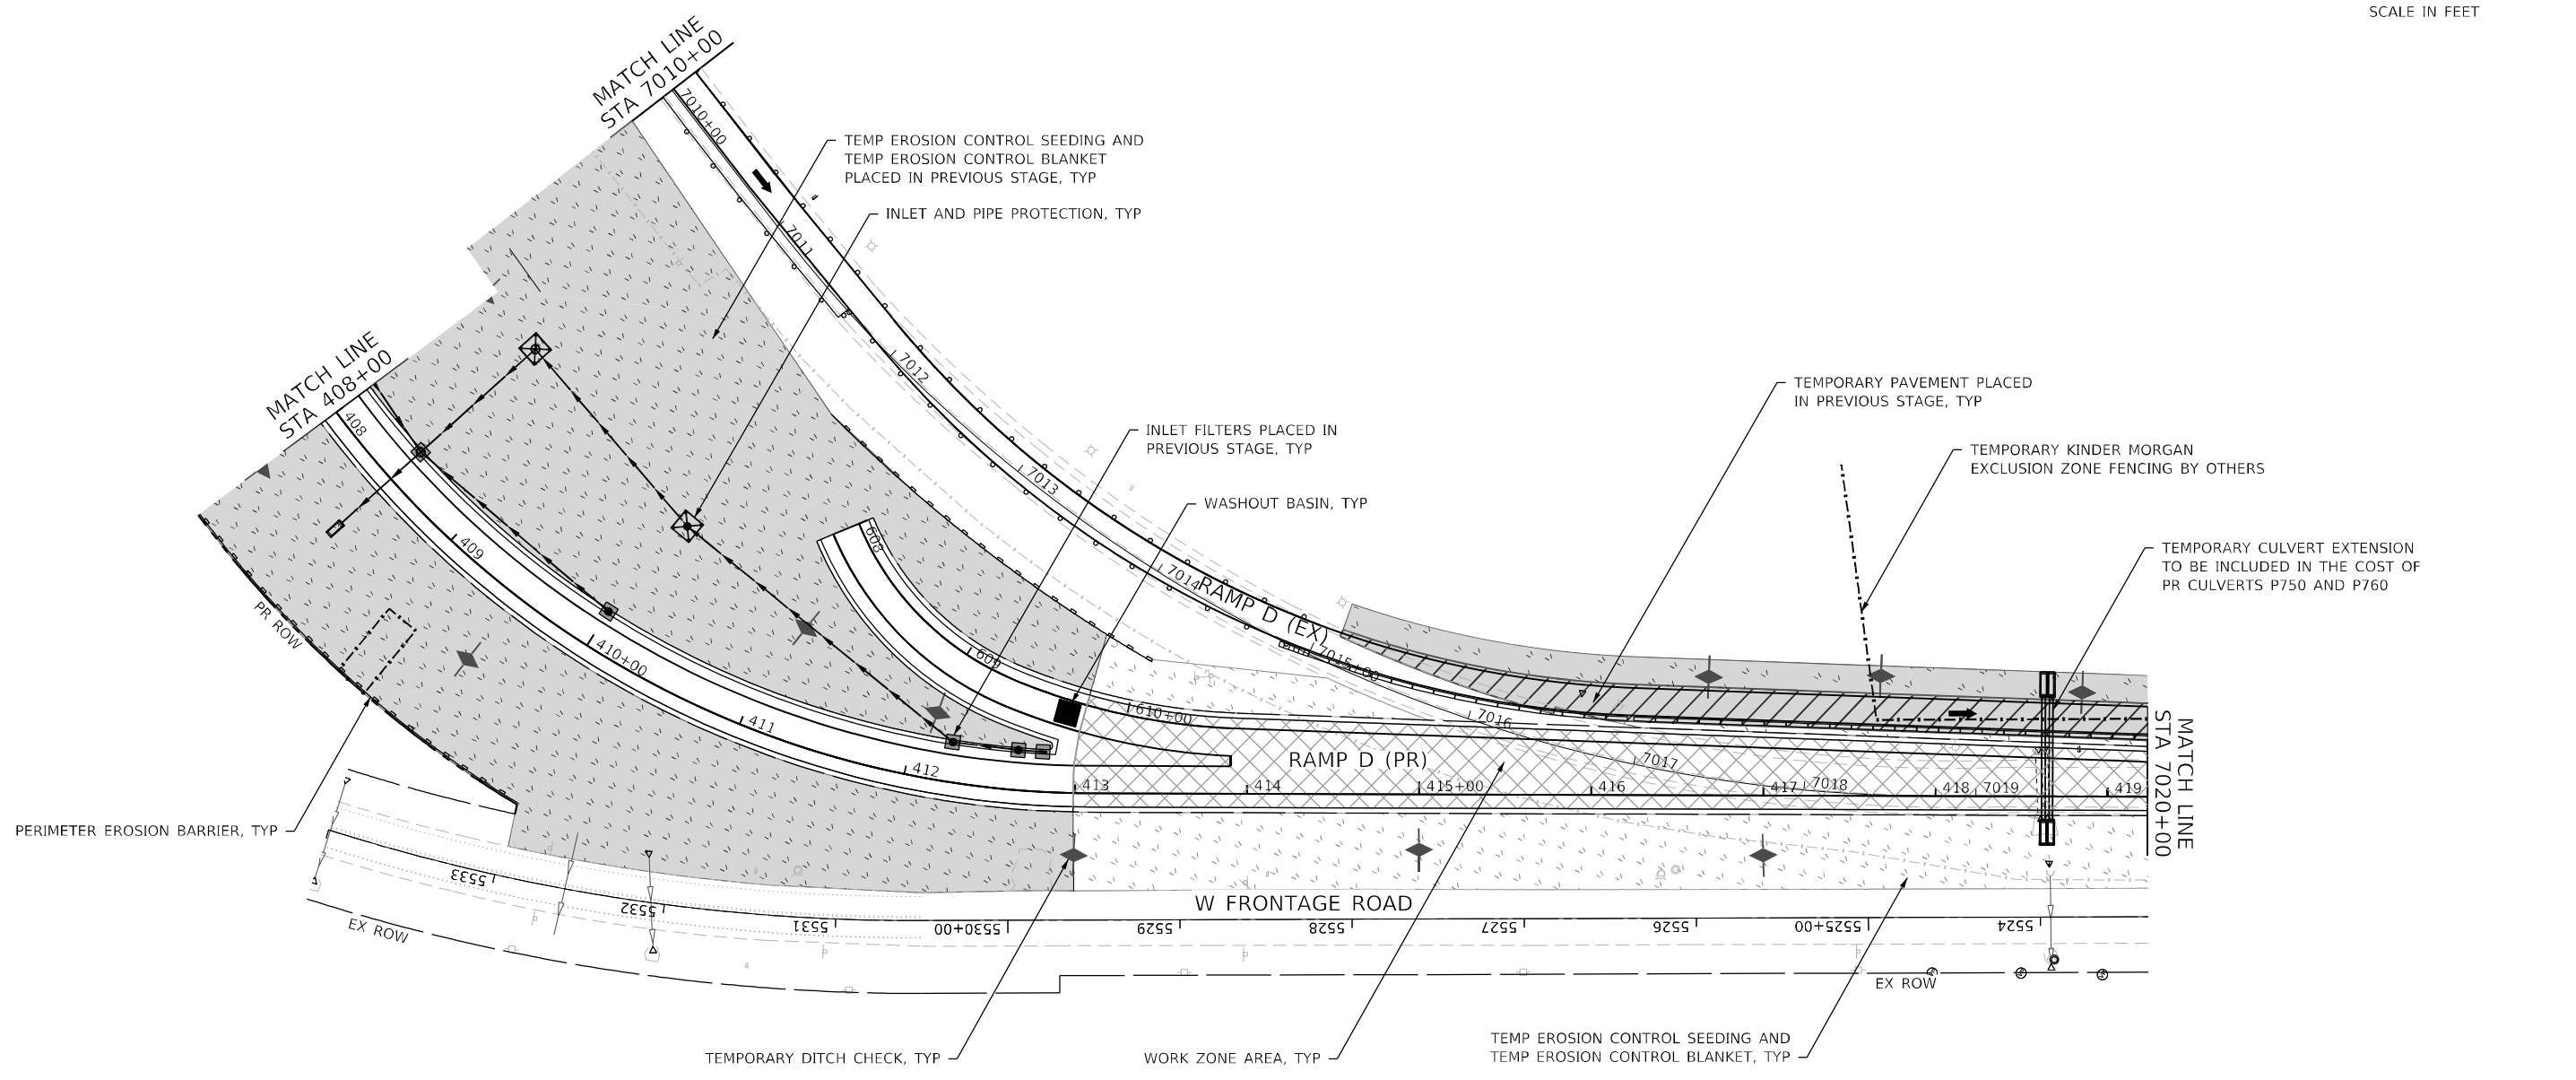 SCALE IN FEET
MATCH LINE
STA 7010+00
7010+00
TEMP EROSION CONTROL SEEDING AND
TEMP EROSION CONTROL BLANKET
PLACED IN PREVIOUS STAGE, TYP
INLET AND PIPE PROTECTION, TYP
7011
MATCH LINE
STA 408+00
408
7012
TEMPORARY PAVEMENT PLACED
IN PREVIOUS STAGE, TYP
INLET FILTERS PLACED IN
PREVIOUS STAGE, TYP
TEMPORARY KINDER MORGAN
EXCLUSION ZONE FENCING BY OTHERS
7013
WASHOUT BASIN, TYP
409
608
TEMPORARY CULVERT EXTENSION
TO BE INCLUDED IN THE COST OF
PR CULVERTS P750 AND P760
7014
RAMP D (EX)
PR ROW
410+00
609
7015+00
610+00
7016
411
MATCH LINE
STA 7020+00
RAMP D (PR)
7017
412
413
414
415+00
416
417
7018
418
7019
419
PERIMETER EROSION BARRIER, TYP
5533
5532
W FRONTAGE ROAD
5531
5530+00
5529
5528
5527
5526
5525+00
5524
EX ROW
EX ROW
TEMPORARY DITCH CHECK, TYP
WORK ZONE AREA, TYP
TEMP EROSION CONTROL SEEDING AND
TEMP EROSION CONTROL BLANKET, TYP